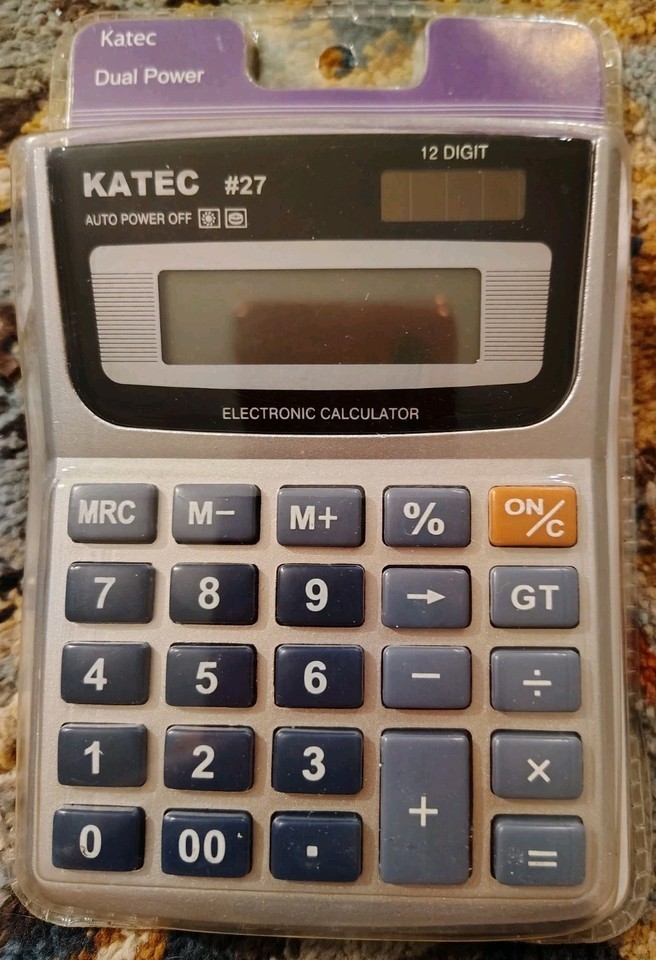 Katec
Dual Power
12 DIGIT
KATEC #27
AUTO POWER OFF
ELECTRONIC CALCULATOR
MRC M− M+ % ON/C
7 8 9 → GT
4 5 6 − ÷
1 2 3 + ×
0 00 . =